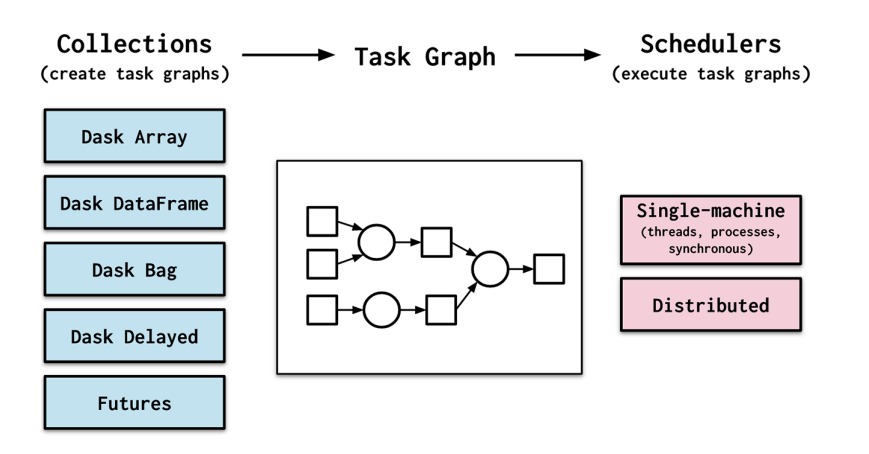 Collections
(create task graphs)
Task Graph
Schedulers
(execute task graphs)
Dask Array
Dask DataFrame
Dask Bag
Dask Delayed
Futures
Single-machine
(threads, processes,
synchronous)
Distributed